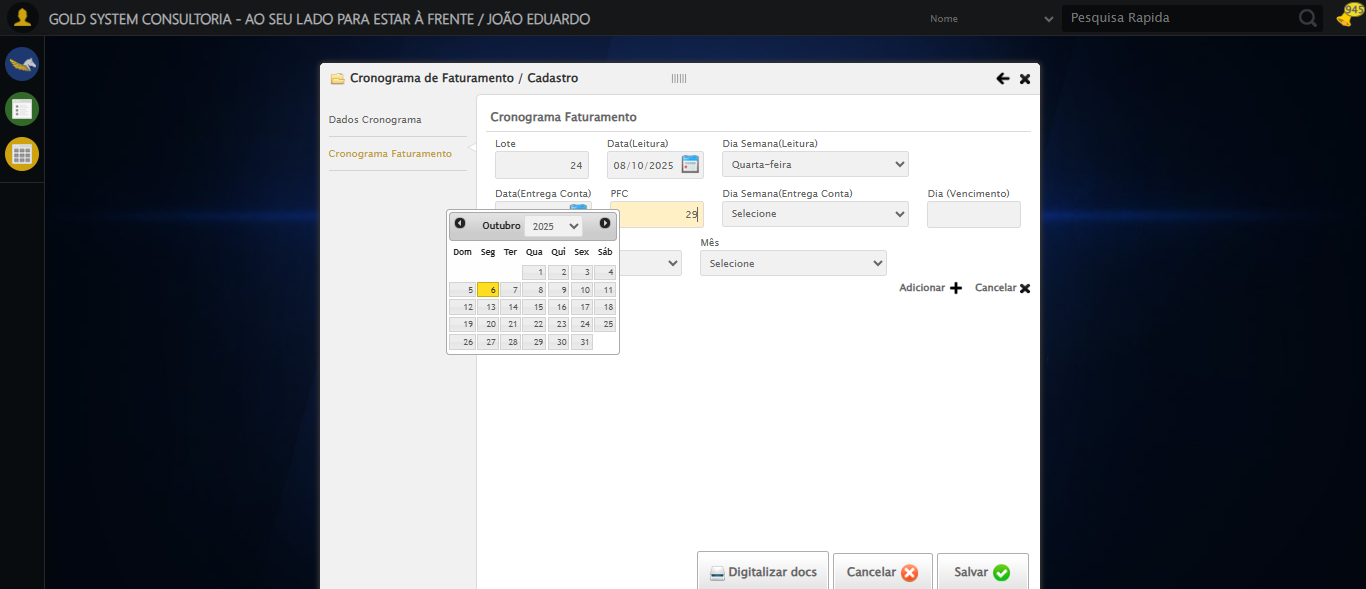 GOLD SYSTEM CONSULTORIA - AO SEU LADO PARA ESTAR À FRENTE / JOÃO EDUARDO
Nome
Pesquisa Rapida
945
Cronograma de Faturamento / Cadastro
Dados Cronograma
Cronograma Faturamento
Cronograma Faturamento
Lote
Data(Leitura)
Dia Semana(Leitura)
24
08/10/2025
Quarta-feira
Data(Entrega Conta)
PFC
Dia Semana(Entrega Conta)
Dia (Vencimento)
29
Selecione
Mês
Selecione
Adicionar
Cancelar
Outubro 2025
Dom Seg Ter Qua Qui Sex Sáb
1 2 3 4
5 6 7 8 9 10 11
12 13 14 15 16 17 18
19 20 21 22 23 24 25
26 27 28 29 30 31
Digitalizar docs
Cancelar
Salvar